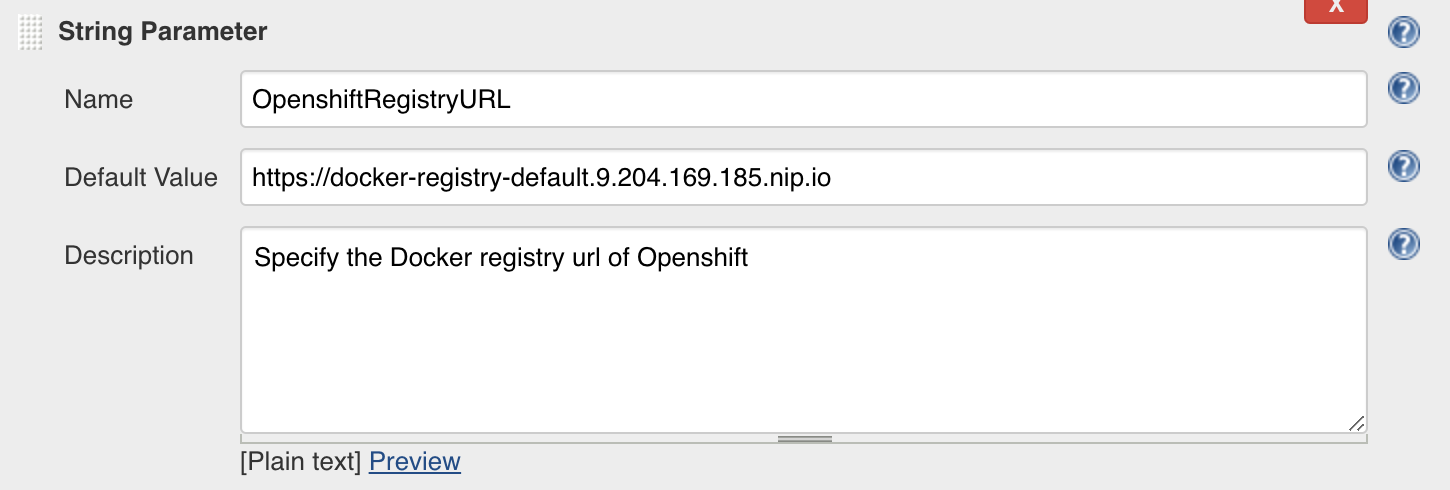 X
String Parameter
Name OpenshiftRegistryURL
Default Value https://docker-registry-default.9.204.169.185.nip.io
Description Specify the Docker registry url of Openshift
[Plain text] Preview